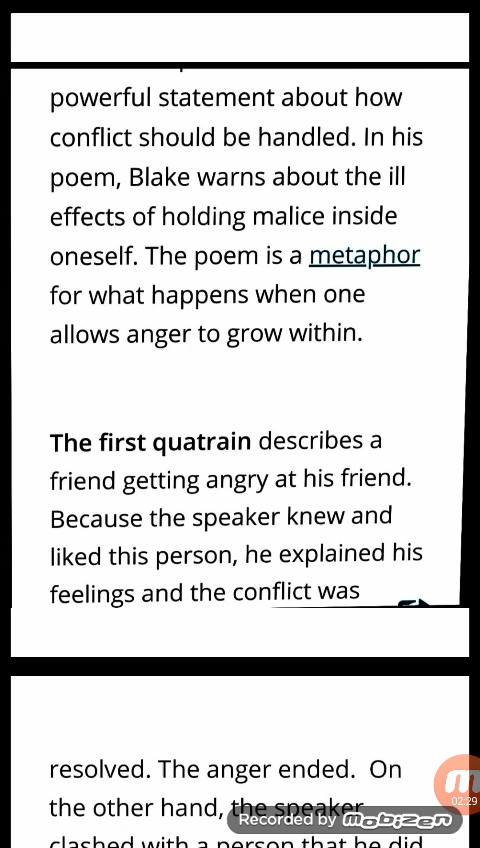 powerful statement about how
conflict should be handled. In his
poem, Blake warns about the ill
effects of holding malice inside
oneself. The poem is a metaphor
for what happens when one
allows anger to grow within.
The first quatrain describes a
friend getting angry at his friend.
Because the speaker knew and
liked this person, he explained his
feelings and the conflict was
resolved. The anger ended. On
the other hand, the speaker
clashed with a person that he did
02:29
Recorded by mobizen